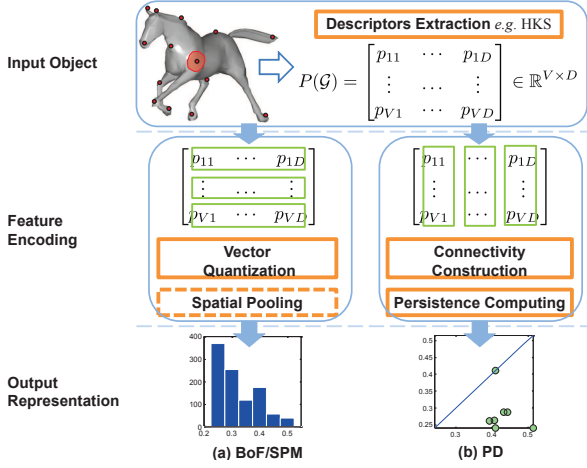 Descriptors Extraction e.g. HKS
Input Object
P(G) = [ p11 ⋯ p1D
⋮ … ⋮
pV1 … pVD ] ∈ ℝ^{V×D}
p11 ⋯ p1D
⋮ … ⋮
pV1 ⋯ pVD
p11 ⋯ p1D
⋮ … ⋮
pV1 … pVD
Feature
Encoding
Vector
Quantization
Connectivity
Construction
Spatial Pooling
Persistence Computing
Output
Representation
400
300
200
100
0
0.2 0.3 0.4 0.5
0.5
0.45
0.4
0.35
0.3
0.25
0.3 0.4 0.5
(a) BoF/SPM
(b) PD